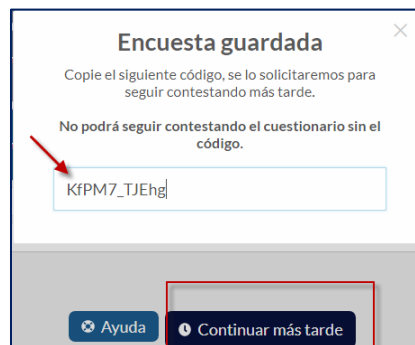 Encuesta guardada
Copie el siguiente código, se lo solicitaremos para
seguir contestando más tarde.
No podrá seguir contestando el cuestionario sin el
código.
KfPM7_TJEhg
Ayuda
Continuar más tarde